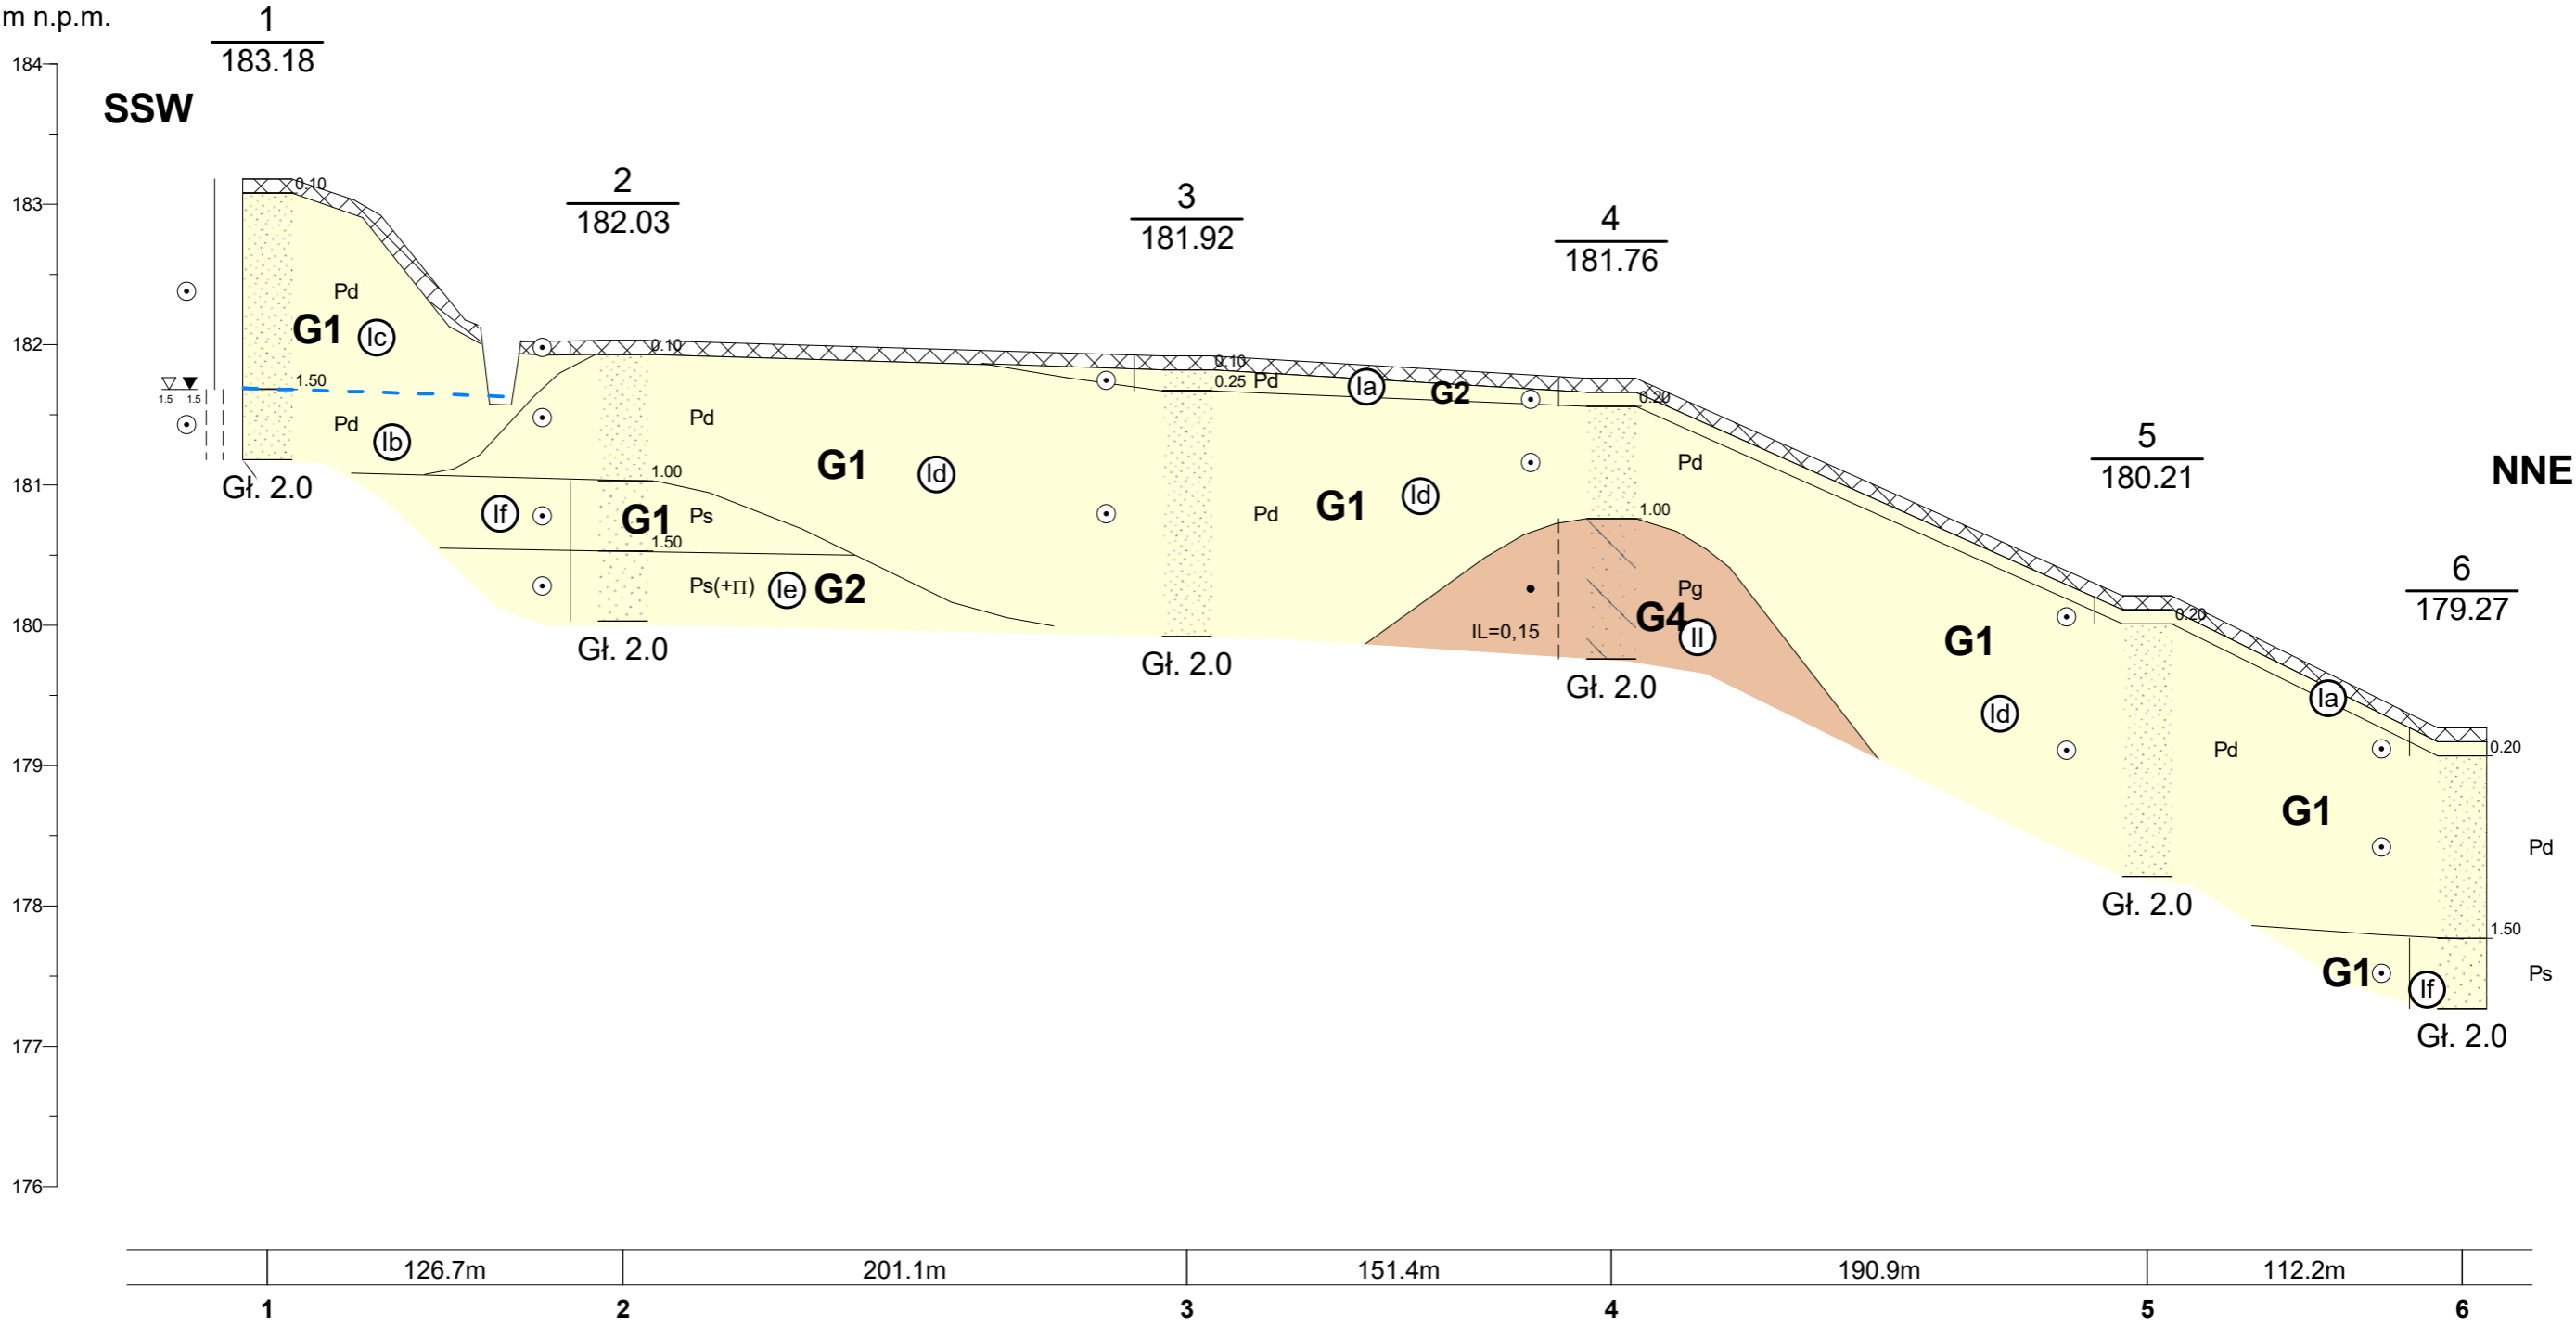 m n.p.m.
1
183.18
184
SSW
2
182.03
3
181.92
4
181.76
0.10
183
Pd
G1 Ic
182
0.10
0.10
0.25 Pd Ia G2
0.20
1.50
1.5 1.5
Pd Ib
Pd
G1 Id
Pd
5
180.21
NNE
181
Gł. 2.0
1.00
If G1 Ps
1.50
Pd G1 Id
1.00
Ps(+Π) Ie G2
Pg
G4 II
IL=0,15
6
179.27
180
Gł. 2.0
Gł. 2.0
Gł. 2.0
G1
Id
0.20
Ia
179
Pd
0.20
G1
Pd
178
Gł. 2.0
1.50
G1 If Ps
177
Gł. 2.0
176
126.7m 201.1m 151.4m 190.9m 112.2m
1 2 3 4 5 6